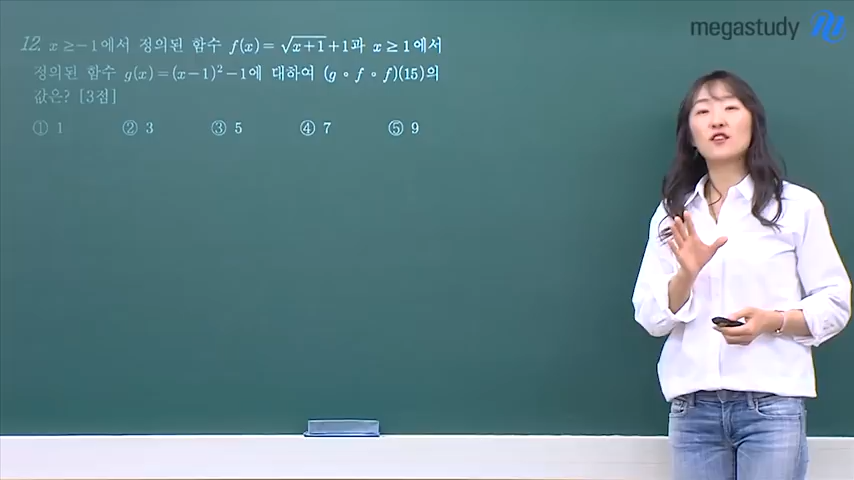 megastudy
12. x ≥ -1에서 정의된 함수 f(x) = √(x+1) + 1과 x ≥ 1에서
정의된 함수 g(x) = (x-1)² - 1에 대하여 (g∘f∘f)(15)의
값은? [3점]
① 1 ② 3 ③ 5 ④ 7 ⑤ 9